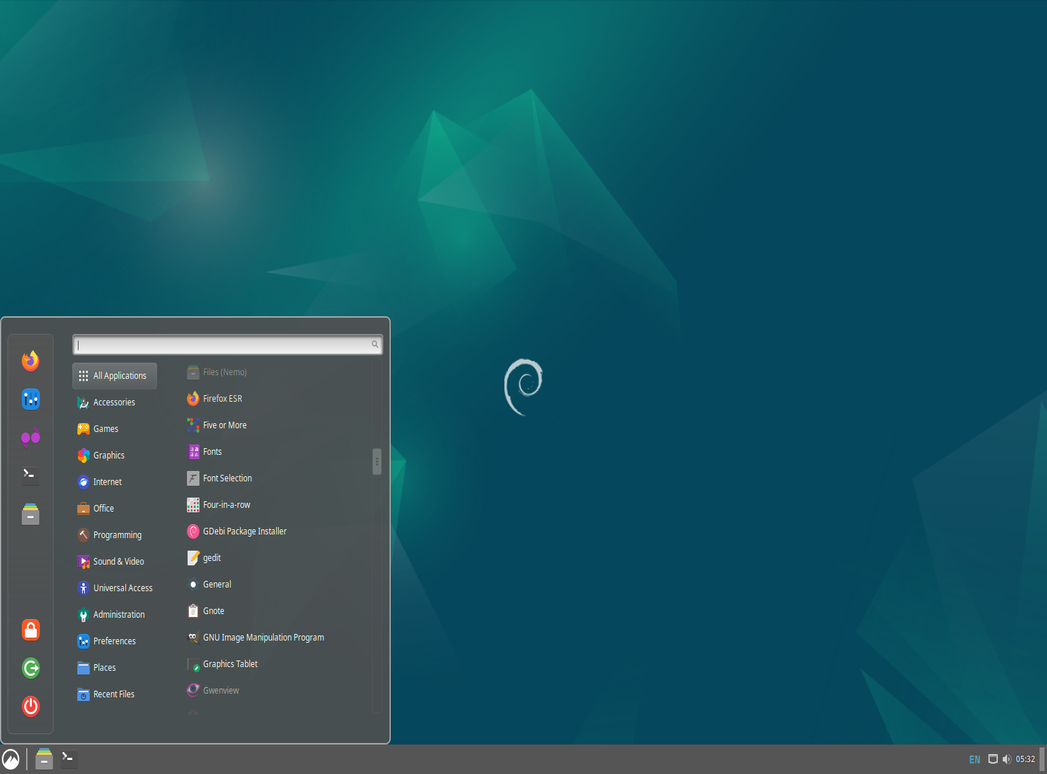 All Applications
Accessories
Games
Graphics
Internet
Office
Programming
Sound & Video
Universal Access
Administration
Preferences
Places
Recent Files
Files (Nemo)
Firefox ESR
Five or More
Fonts
Font Selection
Four-in-a-row
GDebi Package Installer
gedit
General
Gnote
GNU Image Manipulation Program
Graphics Tablet
Gwenview
EN
05:32